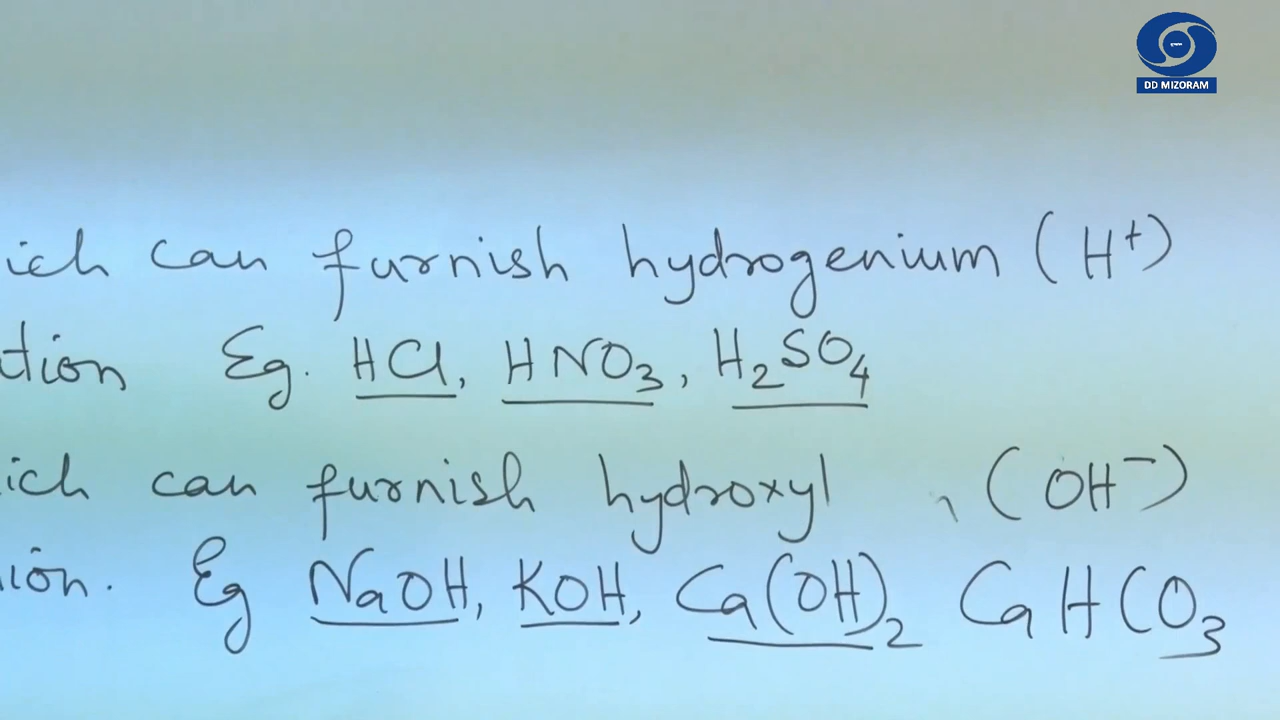 DD MIZORAM
ich can furnish hydrogenium (H⁺)
tion Eg. HCl, HNO₃, H₂SO₄
ich can furnish hydroxyl (OH⁻)
ion. Eg NaOH, KOH, Ca(OH)₂ CaHCO₃